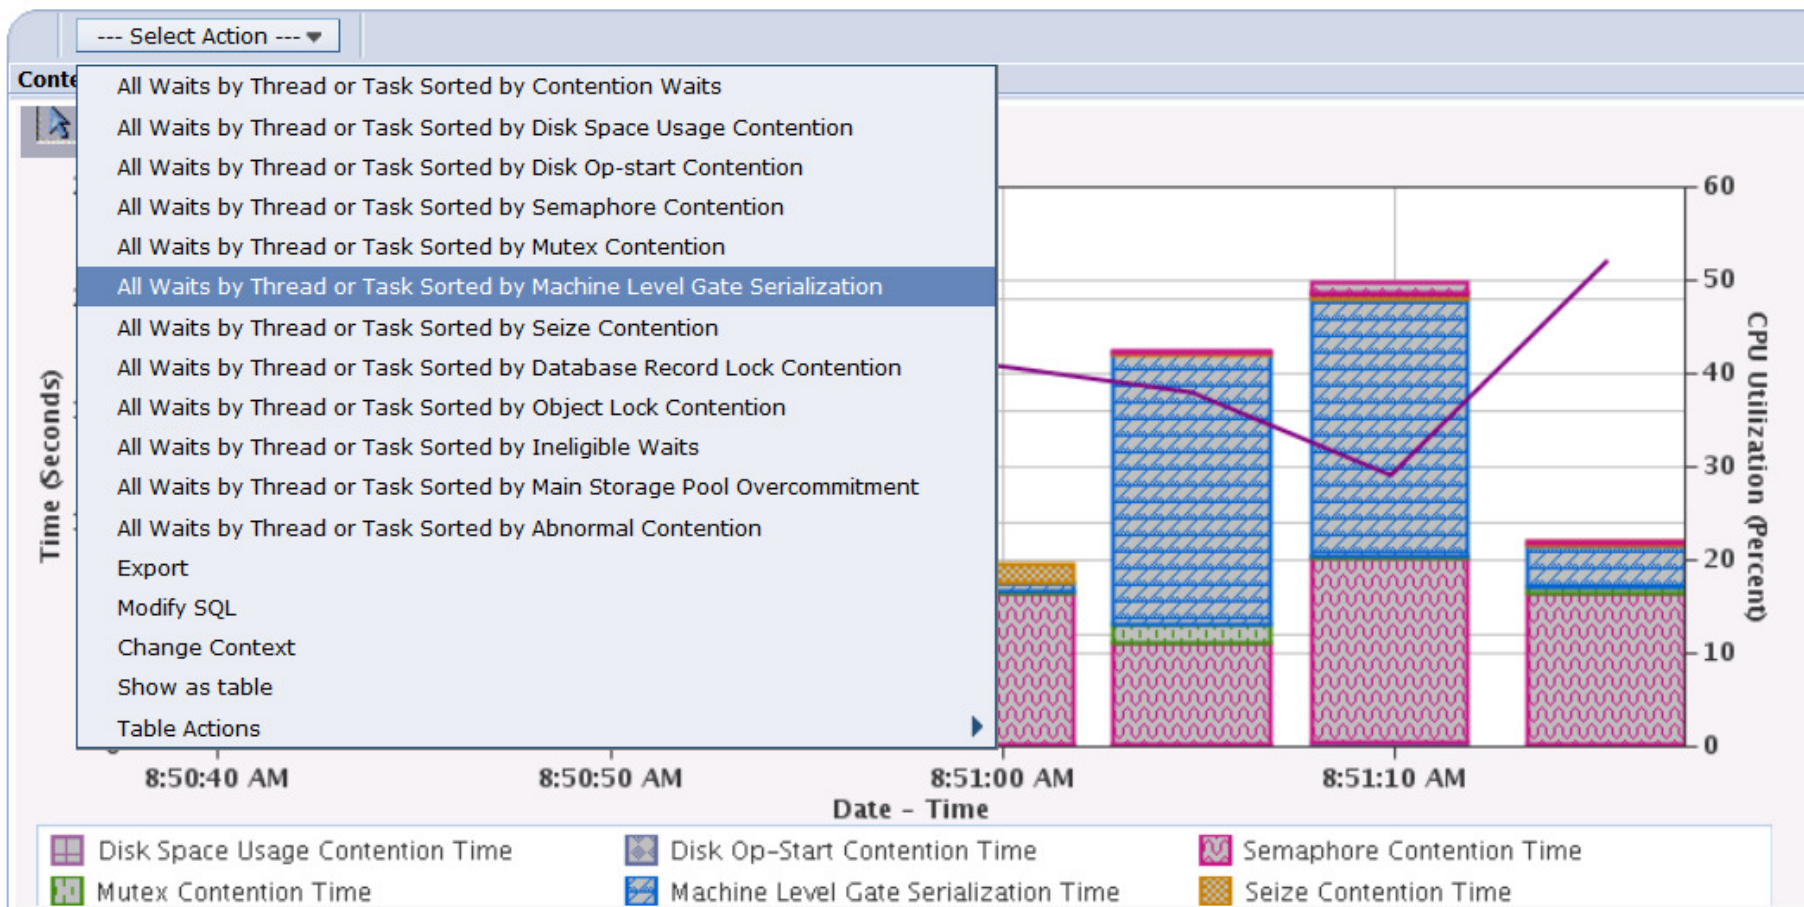 --- Select Action ---
Conte
All Waits by Thread or Task Sorted by Contention Waits
All Waits by Thread or Task Sorted by Disk Space Usage Contention
All Waits by Thread or Task Sorted by Disk Op-start Contention
All Waits by Thread or Task Sorted by Semaphore Contention
All Waits by Thread or Task Sorted by Mutex Contention
All Waits by Thread or Task Sorted by Machine Level Gate Serialization
All Waits by Thread or Task Sorted by Seize Contention
All Waits by Thread or Task Sorted by Database Record Lock Contention
All Waits by Thread or Task Sorted by Object Lock Contention
All Waits by Thread or Task Sorted by Ineligible Waits
All Waits by Thread or Task Sorted by Main Storage Pool Overcommitment
All Waits by Thread or Task Sorted by Abnormal Contention
Export
Modify SQL
Change Context
Show as table
Table Actions
Time (Seconds)
60
50
40
30
20
10
0
CPU Utilization (Percent)
8:50:40 AM 8:50:50 AM 8:51:00 AM 8:51:10 AM
Date - Time
Disk Space Usage Contention Time Disk Op-Start Contention Time Semaphore Contention Time
Mutex Contention Time Machine Level Gate Serialization Time Seize Contention Time